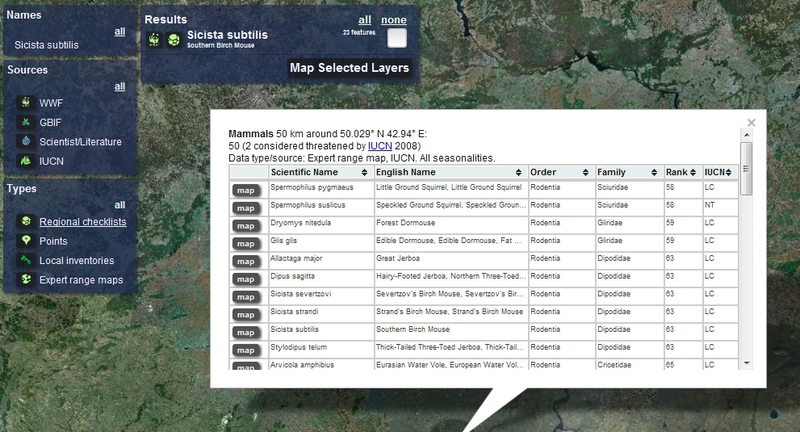 Names
all
Sicista subtilis
Sources
all
WWF
GBIF
Scientist/Literature
IUCN
Types
all
Regional checklists
Points
Local inventories
Expert range maps
Results all none
Sicista subtilis 23 features
Southern Birch Mouse
Map Selected Layers
Mammals 50 km around 50.029° N 42.94° E:
50 (2 considered threatened by IUCN 2008)
Data type/source: Expert range map, IUCN. All seasonalities.
Scientific Name English Name Order Family Rank IUCN
map Spermophilus pygmaeus Little Ground Squirrel, Little Ground Squirrel Rodentia Sciuridae 58 LC
map Spermophilus suslicus Speckled Ground Squirrel, Speckled Groun... Rodentia Sciuridae 58 NT
map Dryomys nitedula Forest Dormouse Rodentia Gliridae 59 LC
map Glis glis Edible Dormouse, Edible Dormouse, Fat ... Rodentia Gliridae 59 LC
map Allactaga major Great Jerboa Rodentia Dipodidae 63 LC
map Dipus sagitta Hairy-Footed Jerboa, Northern Three-Toed... Rodentia Dipodidae 63 LC
map Sicista severtzovi Severtzov's Birch Mouse, Severtzov's Bir... Rodentia Dipodidae 63 LC
map Sicista strandi Strand's Birch Mouse, Strand's Birch Mouse Rodentia Dipodidae 63 LC
map Sicista subtilis Southern Birch Mouse Rodentia Dipodidae 63 LC
map Stylodipus telum Thick-Tailed Three-Toed Jerboa, Thick-Tail... Rodentia Dipodidae 63 LC
map Arvicola amphibius Eurasian Water Vole, European Water Vol... Rodentia Cricetidae 65 LC